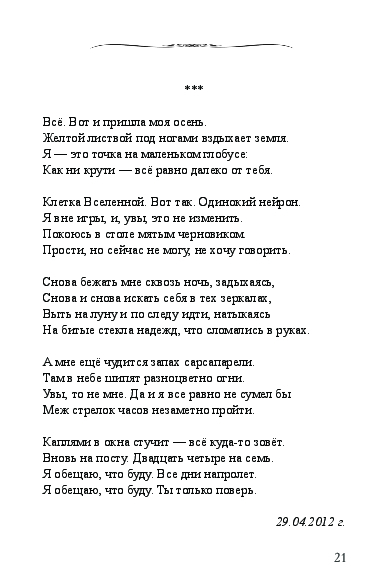 ***
Всё. Вот и пришла моя осень.
Желтой листвой под ногами вздыхает земля.
Я — это точка на маленьком глобусе:
Как ни крути — всё равно далеко от тебя.
Клетка Вселенной. Вот так. Одинокий нейрон.
Я вне игры, и, увы, это не изменить.
Покоюсь в столе мятым черновиком.
Прости, но сейчас не могу, не хочу говорить.
Снова бежать мне сквозь ночь, задыхаясь,
Снова и снова искать себя в тех зеркалах,
Выть на луну и по следу идти, натыкаясь
На битые стекла надежд, что сломались в руках.
А мне ещё чудится запах сарсапарели.
Там в небе шипят разноцветно огни.
Увы, то не мне. Да и я все равно не сумел бы
Меж стрелок часов незаметно пройти.
Каплями в окна стучит — всё куда-то зовёт.
Вновь на посту. Двадцать четыре на семь.
Я обещаю, что буду. Все дни напролет.
Я обещаю, что буду. Ты только поверь.
29.04.2012 г.
21